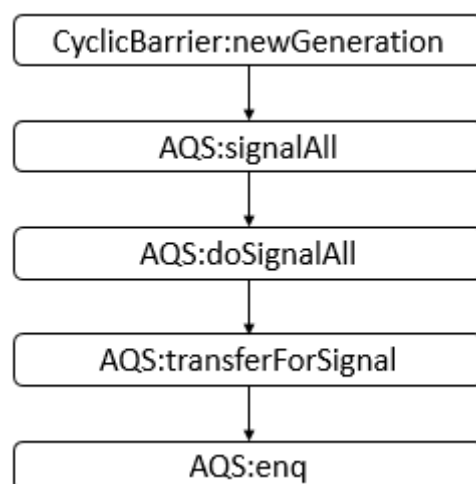 CyclicBarrier:newGeneration
AQS:signalAll
AQS:doSignalAll
AQS:transferForSignal
AQS:enq